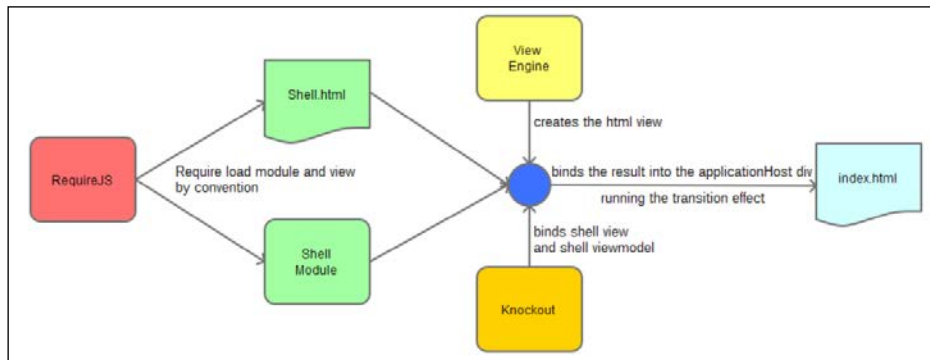 RequireJS
Shell.html
Require load module and view
by convention
Shell
Module
View
Engine
creates the html view
binds the result into the applicationHost div
running the transition effect
binds shell view
and shell viewmodel
Knockout
index.html